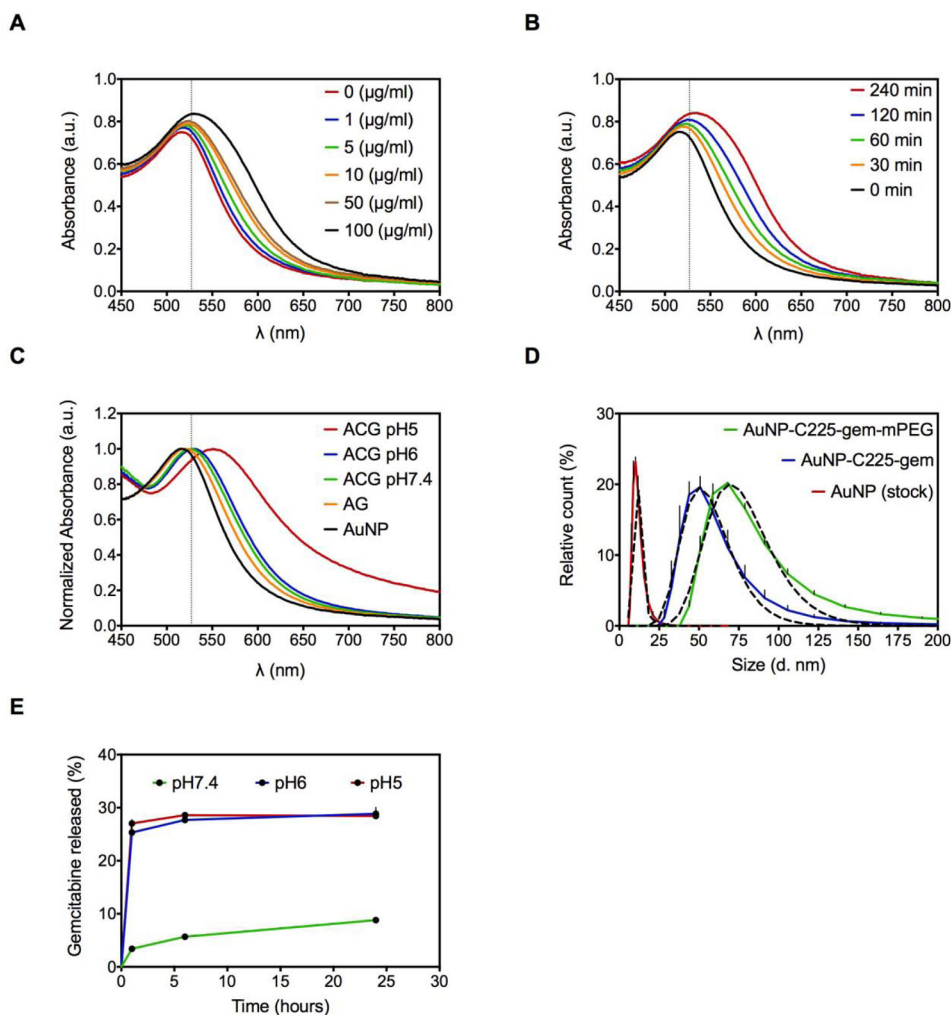 A
B
1.0
0.8
0.6
0.4
0.2
0.0
Absorbance (a.u.)
0 (µg/ml)
1 (µg/ml)
5 (µg/ml)
10 (µg/ml)
50 (µg/ml)
100 (µg/ml)
450 500 550 600 650 700 750 800
λ (nm)
1.0
0.8
0.6
0.4
0.2
0.0
Absorbance (a.u.)
240 min
120 min
60 min
30 min
0 min
450 500 550 600 650 700 750 800
λ (nm)
C
D
1.2
1.0
0.8
0.6
0.4
0.2
0.0
Normalized Absorbance (a.u.)
ACG pH5
ACG pH6
ACG pH7.4
AG
AuNP
450 500 550 600 650 700 750 800
λ (nm)
30
20
10
0
Relative count (%)
AuNP-C225-gem-mPEG
AuNP-C225-gem
AuNP (stock)
0 25 50 75 100 125 150 175 200
Size (d. nm)
E
40
30
20
10
0
Gemcitabine released (%)
pH7.4 pH6 pH5
0 5 10 15 20 25 30
Time (hours)